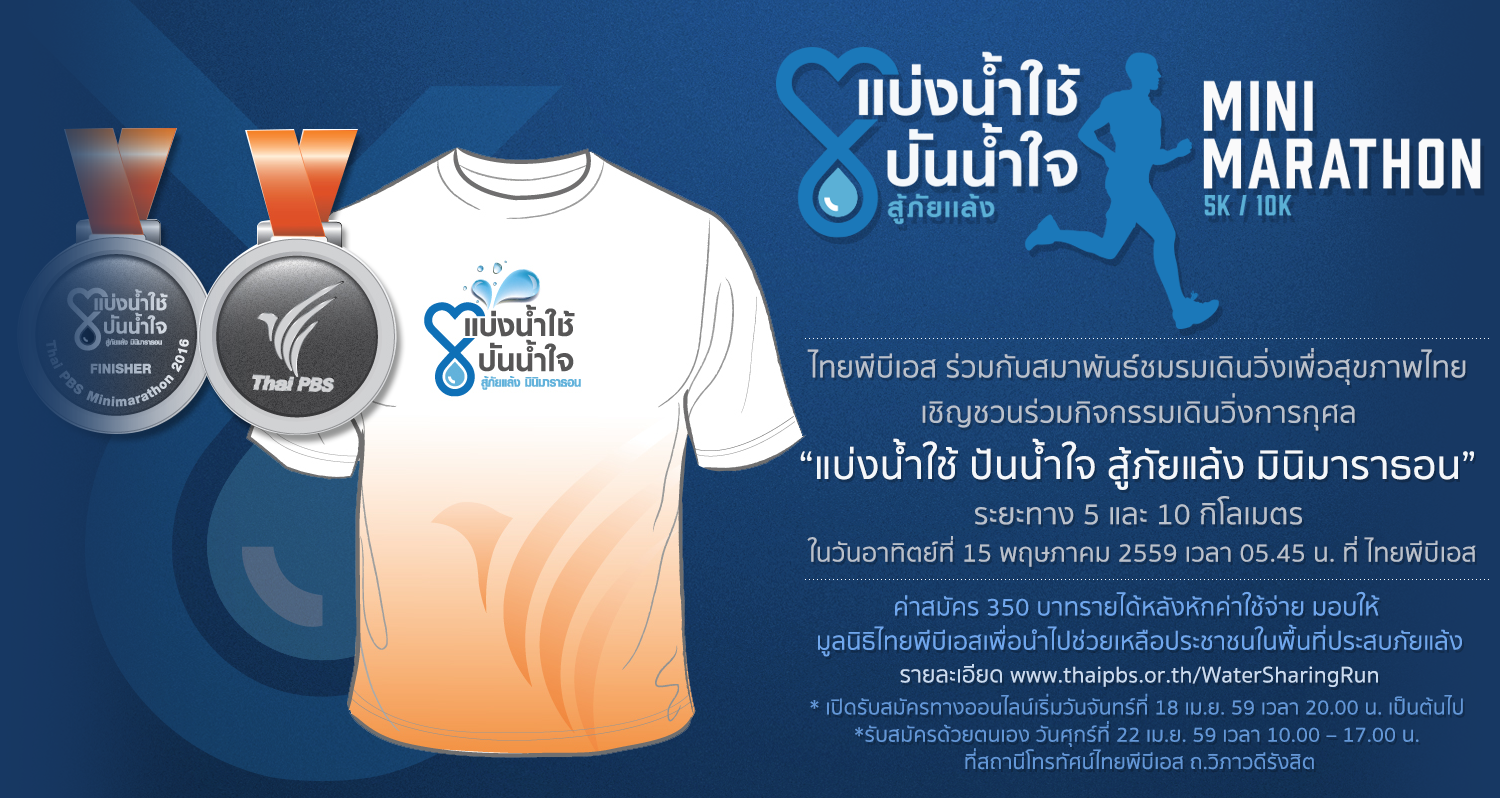 แบ่งน้ำใช้
ปันน้ำใจ
สู้ภัยแล้ง
MINI
MARATHON
5K / 10K
แบ่งน้ำใช้
ปันน้ำใจ
สู้ภัยแล้ง มินิมาราธอน
FINISHER
Thai PBS Minimarathon 2016
Thai PBS
แบ่งน้ำใช้
ปันน้ำใจ
สู้ภัยแล้ง มินิมาราธอน
ไทยพีบีเอส ร่วมกับสมาพันธ์ชมรมเดินวิ่งเพื่อสุขภาพไทย
เชิญชวนร่วมกิจกรรมเดินวิ่งการกุศล
“แบ่งน้ำใช้ ปันน้ำใจ สู้ภัยแล้ง มินิมาราธอน”
ระยะทาง 5 และ 10 กิโลเมตร
ในวันอาทิตย์ที่ 15 พฤษภาคม 2559 เวลา 05.45 น. ที่ ไทยพีบีเอส
ค่าสมัคร 350 บาทรายได้หลังหักค่าใช้จ่าย มอบให้
มูลนิธิไทยพีบีเอสเพื่อนำไปช่วยเหลือประชาชนในพื้นที่ประสบภัยแล้ง
รายละเอียด www.thaipbs.or.th/WaterSharingRun
* เปิดรับสมัครทางออนไลน์เริ่มวันจันทร์ที่ 18 เม.ย. 59 เวลา 20.00 น. เป็นต้นไป
*รับสมัครด้วยตนเอง วันศุกร์ที่ 22 เม.ย. 59 เวลา 10.00 – 17.00 น.
ที่สถานีโทรทัศน์ไทยพีบีเอส ถ.วิภาวดีรังสิต